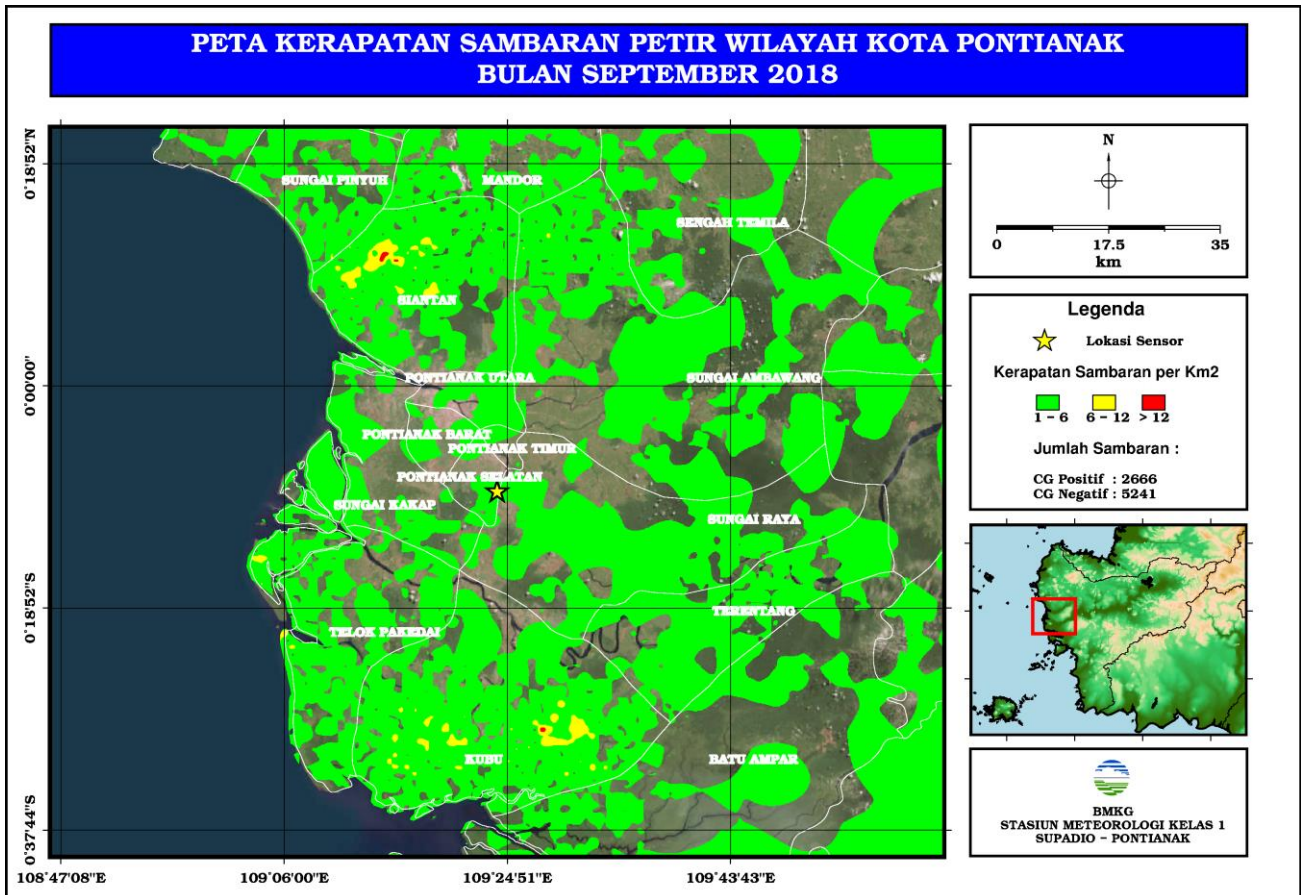 PETA KERAPATAN SAMBARAN PETIR WILAYAH KOTA PONTIANAK
BULAN SEPTEMBER 2018
0°18'52"N
0°00'00"
0°18'52"S
0°37'44"S
108°47'08"E
109°06'00"E
109°24'51"E
109°43'43"E
SUNGAI PINYUH
MANDOR
SENGAH TEMILA
SIANTAN
PONTIANAK UTARA
SUNGAI AMBAWANG
PONTIANAK BARAT
PONTIANAK TIMUR
PONTIANAK SELATAN
SUNGAI KAKAP
SUNGAI RAYA
TERENTANG
TELOK PAKEDAI
KUBU
BATU AMPAR
N
0 17.5 35
km
Legenda
Lokasi Sensor
Kerapatan Sambaran per Km2
1 – 6 6 – 12 > 12
Jumlah Sambaran :
CG Positif : 2666
CG Negatif : 5241
BMKG
STASIUN METEOROLOGI KELAS 1
SUPADIO – PONTIANAK